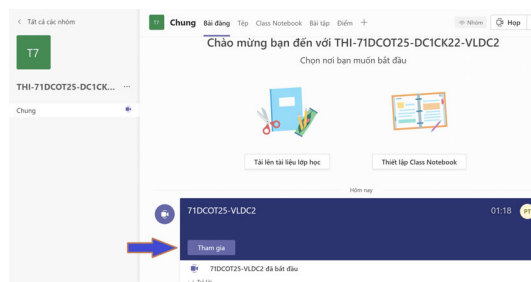 < Tất cả các nhóm
T7
THI-71DCOT25-DC1CK... ...
Chung
T7 Chung Bài đăng Tệp Class Notebook Bài tập Điểm +
Nhóm Họp
Chào mừng bạn đến với THI-71DCOT25-DC1CK22-VLDC2
Chọn nơi bạn muốn bắt đầu
Tải lên tài liệu lớp học Thiết lập Class Notebook
Hôm nay
71DCOT25-VLDC2 01:18 PT
Tham gia
71DCOT25-VLDC2 đã bắt đầu
Trả lời